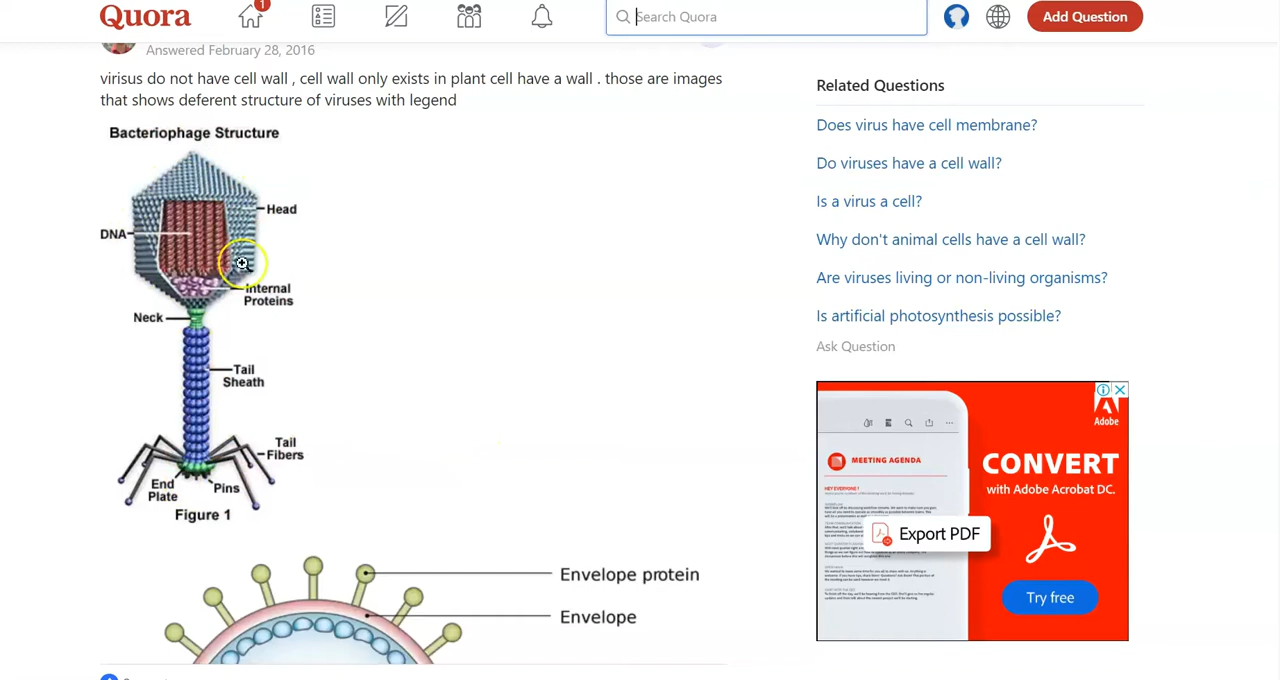 Quora
1
Search Quora
Add Question
Answered February 28, 2016
virisus do not have cell wall , cell wall only exists in plant cell have a wall . those are images
that shows deferent structure of viruses with legend
Bacteriophage Structure
Head
DNA
Internal
Proteins
Neck
Tail
Sheath
Tail
Fibers
End
Plate
Pins
Figure 1
Envelope protein
Envelope
Related Questions
Does virus have cell membrane?
Do viruses have a cell wall?
Is a virus a cell?
Why don't animal cells have a cell wall?
Are viruses living or non-living organisms?
Is artificial photosynthesis possible?
Ask Question
Adobe
MEETING AGENDA
HEY EVERYONE !
CONVERT
with Adobe Acrobat DC.
Export PDF
Try free